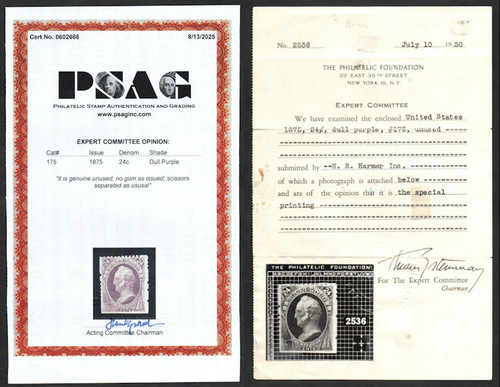 Cert No. 0602666 8/13/2025
PSAG
PHILATELIC STAMP AUTHENTICATION AND GRADING
www.psaginc.com
EXPERT COMMITTEE OPINION:
Cat# Issue Denom. Shade
175 1875 24c Dull Purple
"it is genuine unused, no gum as issued, scissors
separated as usual".
Acting Committee Chairman
No. 2536 July 10 1950
THE PHILATELIC FOUNDATION
22 EAST 35TH STREET
NEW YORK 16, N.Y.
EXPERT COMMITTEE
We have examined the enclosed United States
1875, 24¢, dull purple, #175, unused
submitted by --H. R. Harmer Inc.
of which a photograph is attached below
and are of the opinion that it is the special
printing
THE PHILATELIC FOUNDATION
2536
For The Expert Committee
Chairman